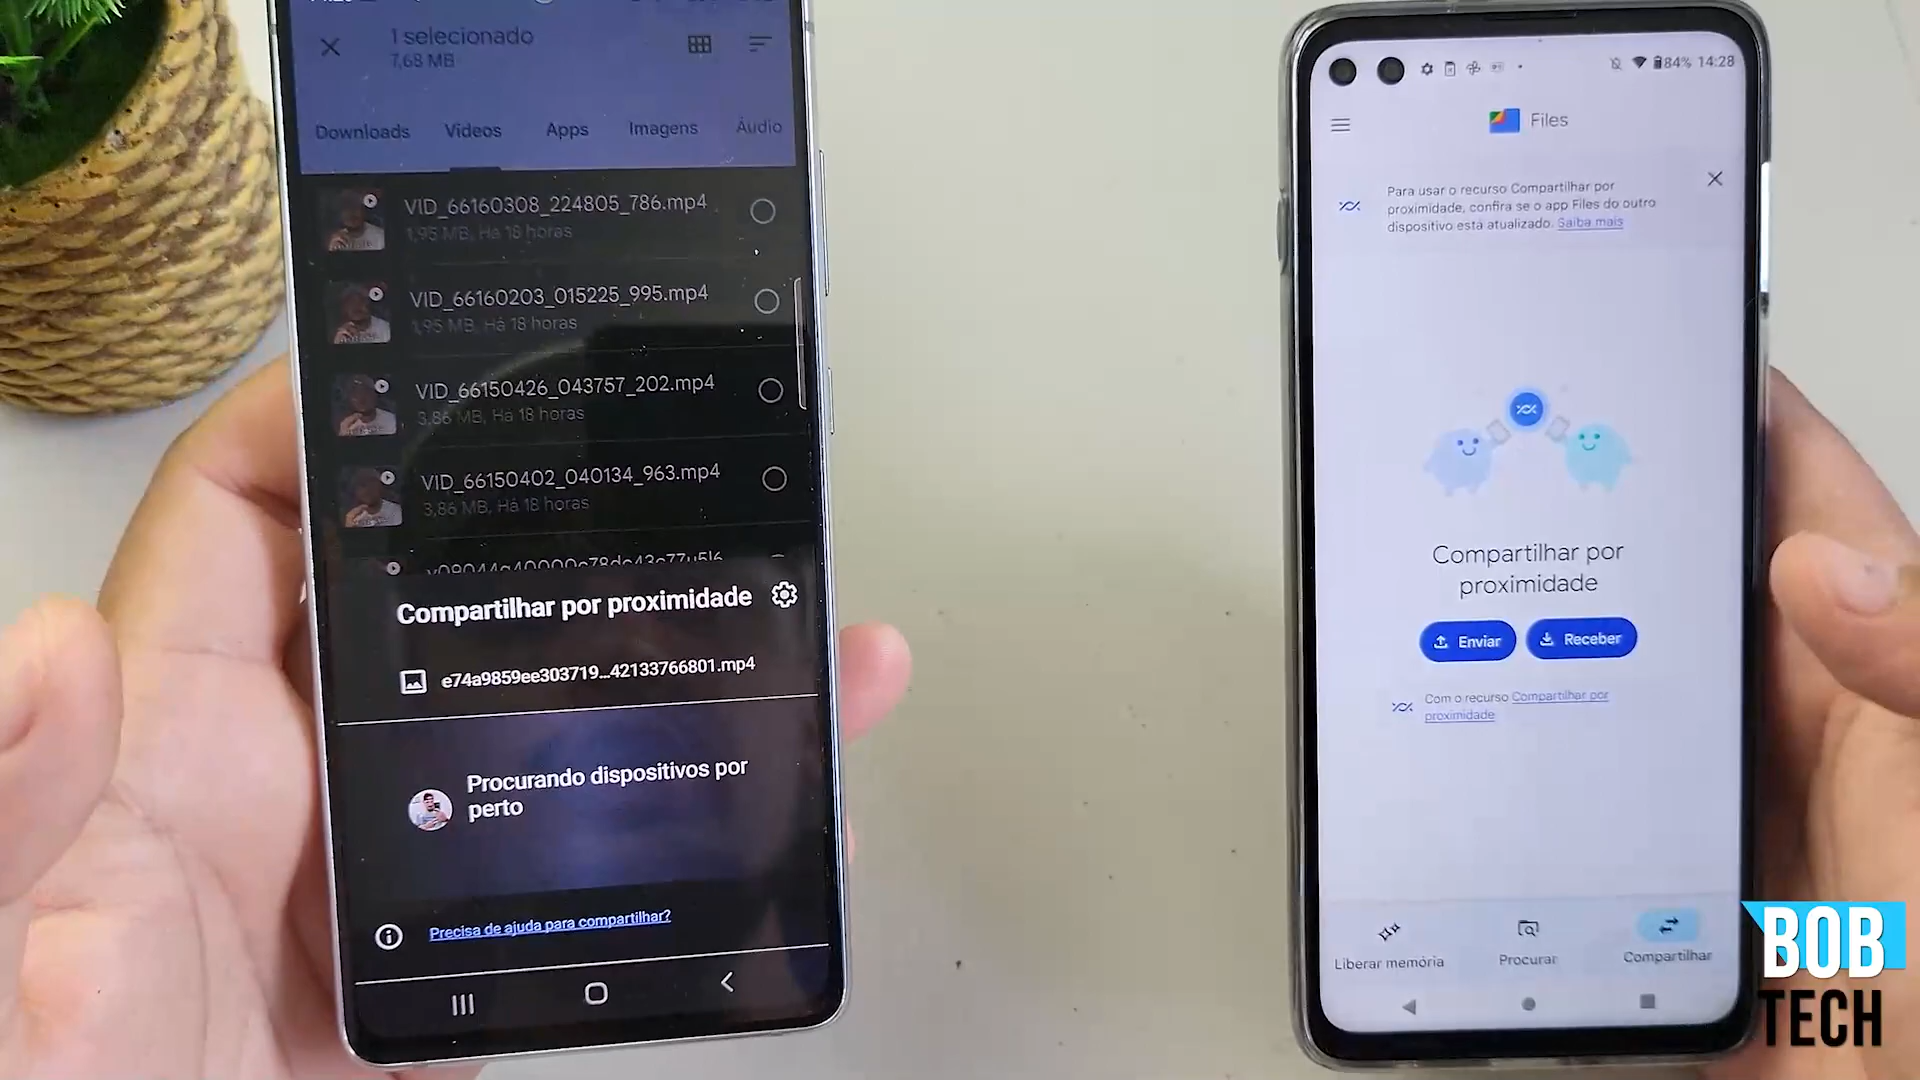 1 selecionado
7,68 MB
Downloads
Vídeos
Apps
Imagens
Áudio
VID_66160308_224805_786.mp4
1,95 MB, Há 18 horas
VID_66160203_015225_995.mp4
1,95 MB, Há 18 horas
VID_66150426_043757_202.mp4
3,86 MB, Há 18 horas
VID_66150402_040134_963.mp4
3,86 MB, Há 18 horas
Compartilhar por proximidade
e74a9859ee303719...42133766801.mp4
Procurando dispositivos por
perto
Precisa de ajuda para compartilhar?
84% 14:28
Files
Para usar o recurso Compartilhar por
proximidade, confira se o app Files do outro
dispositivo está atualizado. Saiba mais
Compartilhar por
proximidade
Enviar
Receber
Com o recurso Compartilhar por
proximidade
Liberar memória
Procurar
Compartilhar
BOB
TECH